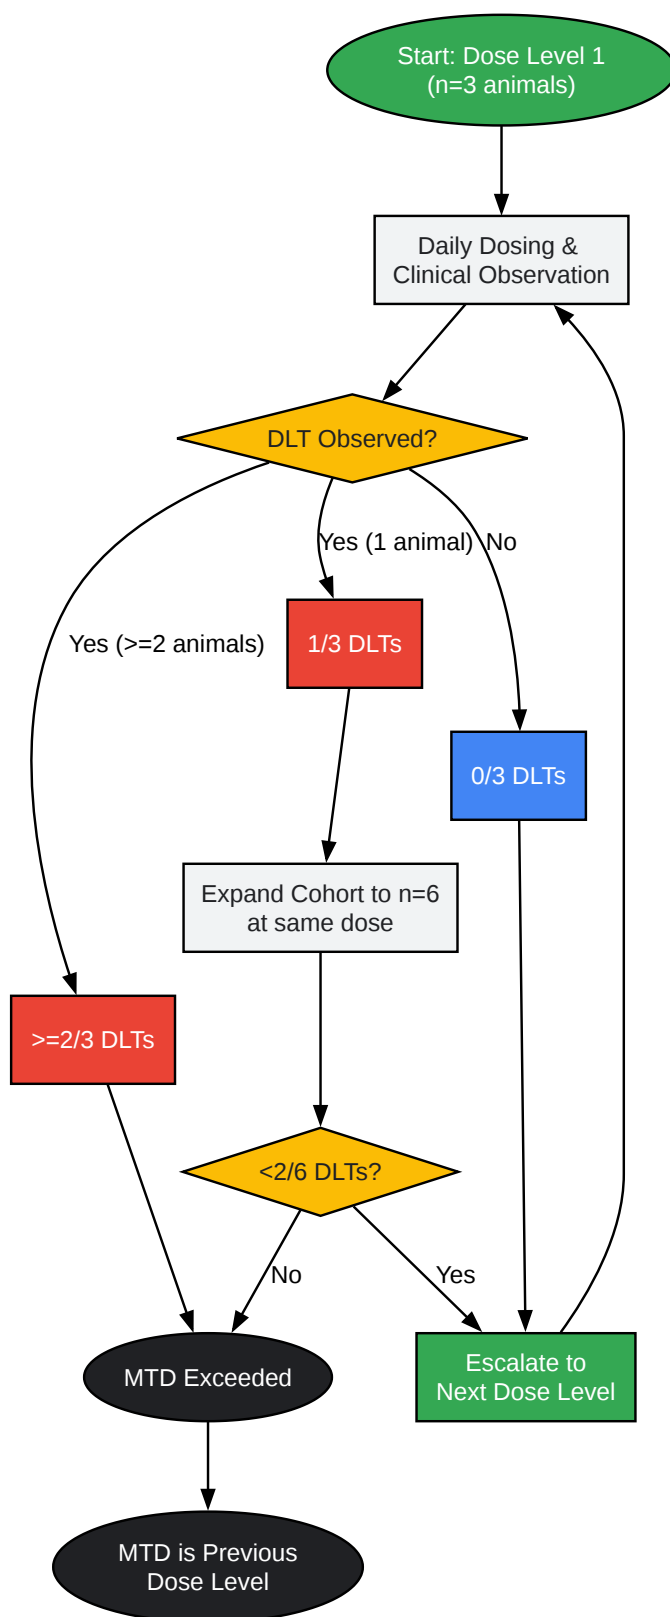 Start: Dose Level 1
(n=3 animals)
Daily Dosing &
Clinical Observation
DLT Observed?
Yes (1 animal)
No
Yes (>=2 animals)
1/3 DLTs
0/3 DLTs
Expand Cohort to n=6
at same dose
>=2/3 DLTs
<2/6 DLTs?
No
Yes
MTD Exceeded
Escalate to
Next Dose Level
MTD is Previous
Dose Level